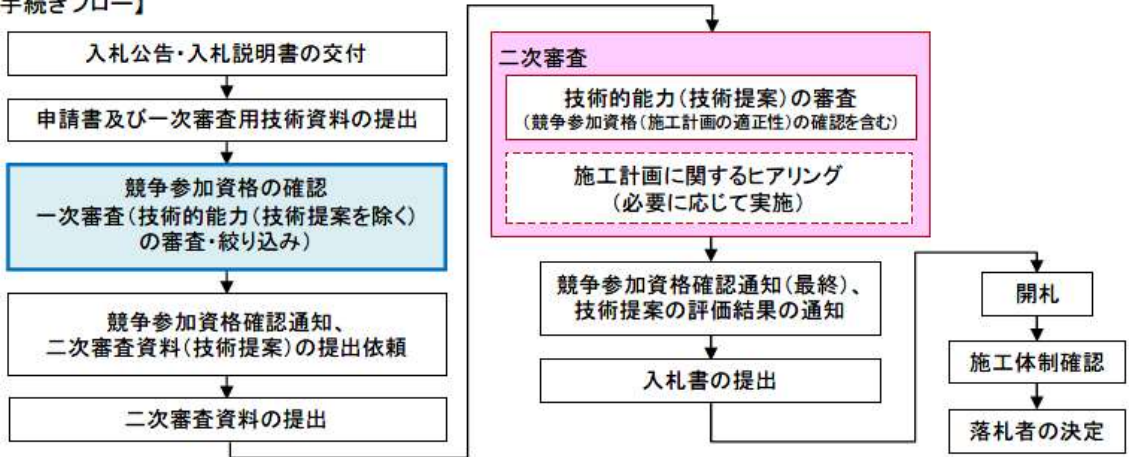 手続きフロー】
入札公告・入札説明書の交付
申請書及び一次審査用技術資料の提出
競争参加資格の確認
一次審査(技術的能力(技術提案を除く)
の審査・絞り込み)
競争参加資格確認通知、
二次審査資料(技術提案)の提出依頼
二次審査資料の提出
二次審査
技術的能力(技術提案)の審査
(競争参加資格(施工計画の適正性)の確認を含む)
施工計画に関するヒアリング
(必要に応じて実施)
競争参加資格確認通知(最終)、
技術提案の評価結果の通知
入札書の提出
開札
施工体制確認
落札者の決定